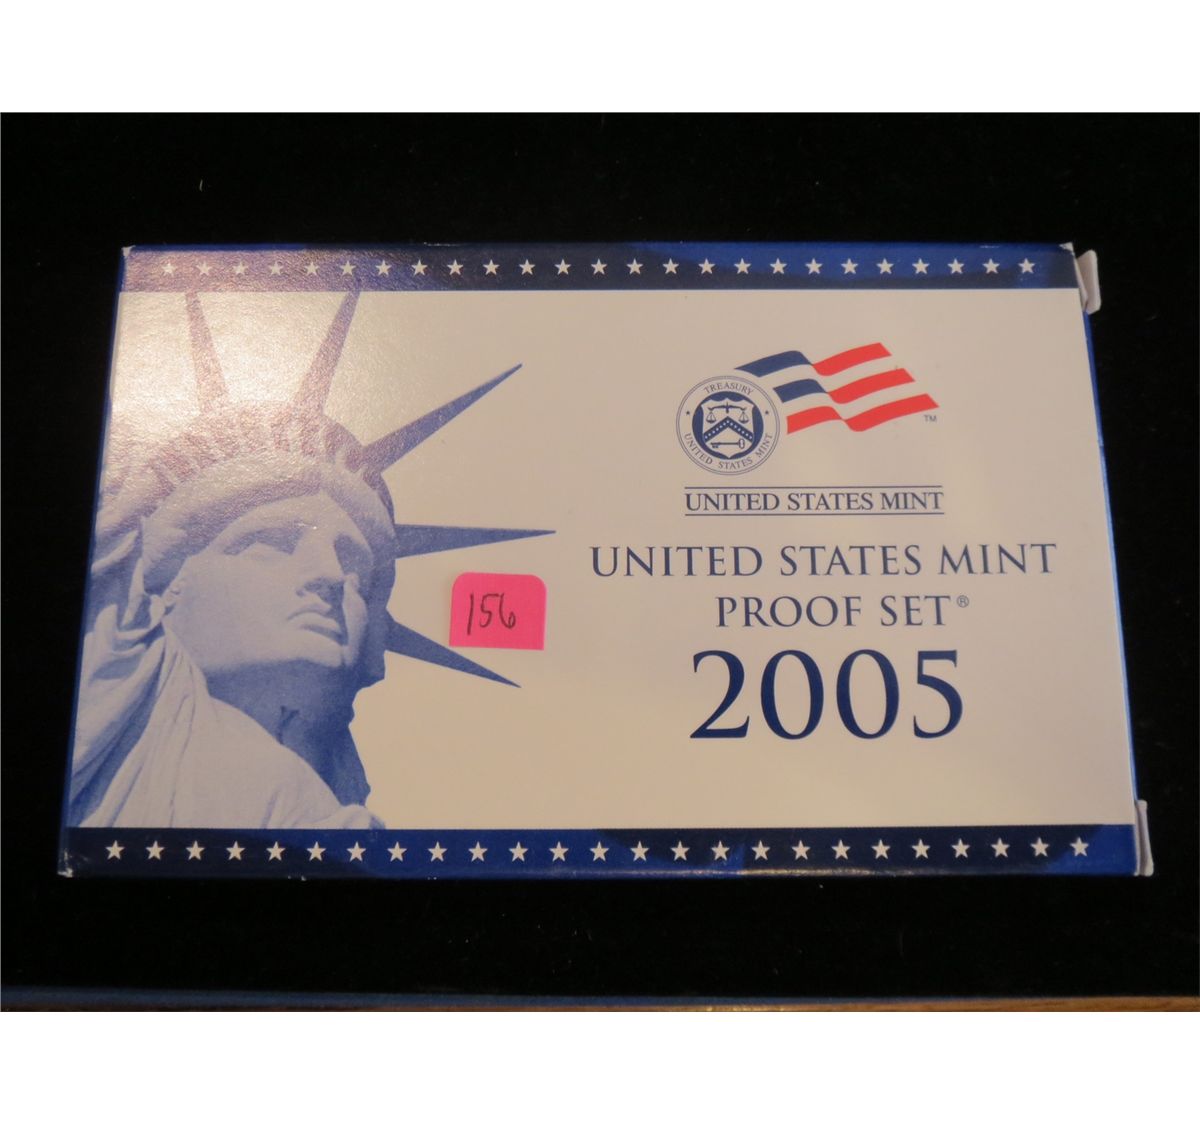 TREASURY
UNITED STATES MINT
TM
UNITED STATES MINT
UNITED STATES MINT
PROOF SET®
2005
156